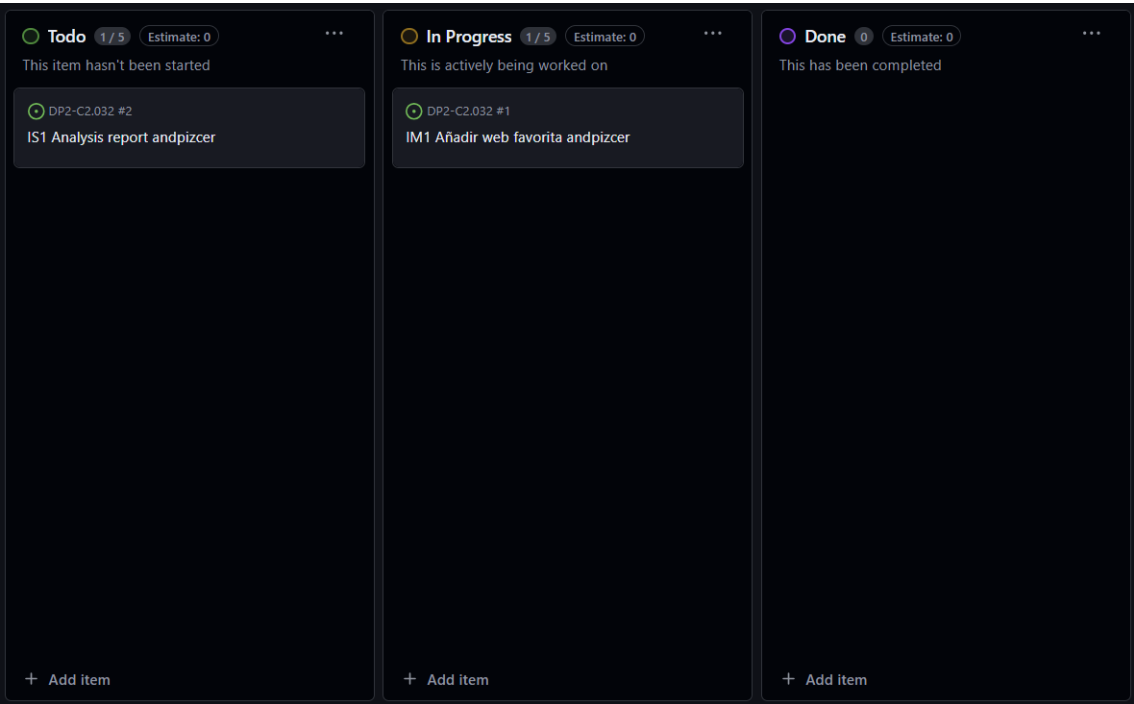 Todo 1 / 5 Estimate: 0 ...
This item hasn't been started
DP2-C2.032 #2
IS1 Analysis report andpizcer
+ Add item
In Progress 1 / 5 Estimate: 0 ...
This is actively being worked on
DP2-C2.032 #1
IM1 Añadir web favorita andpizcer
+ Add item
Done 0 Estimate: 0 ...
This has been completed
+ Add item